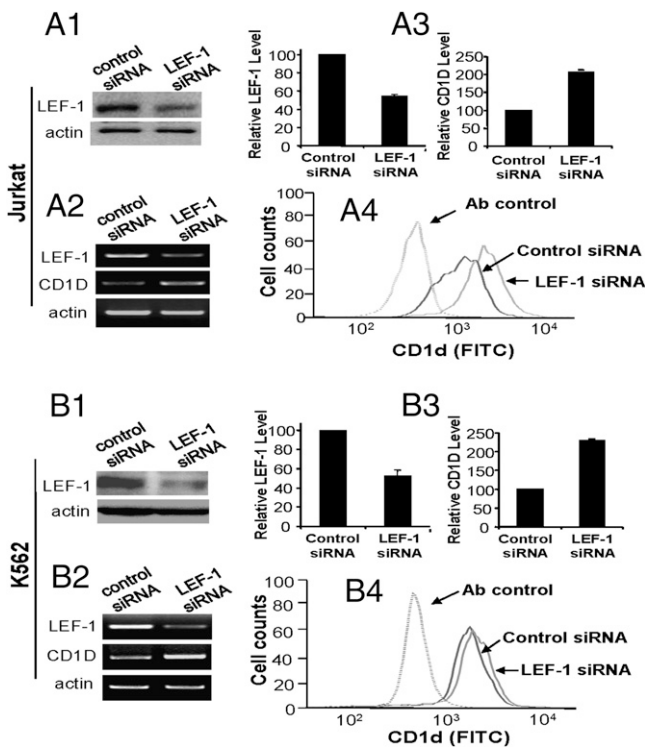 A1
control siRNA
LEF-1 siRNA
LEF-1
actin
Jurkat
A2
control siRNA
LEF-1 siRNA
LEF-1
CD1D
actin
A3
Relative LEF-1 Level
100
80
60
40
20
0
Control siRNA
LEF-1 siRNA
Relative CD1D Level
250
200
150
100
50
0
Control siRNA
LEF-1 siRNA
A4
Cell counts
100
80
60
40
20
0
Ab control
Control siRNA
LEF-1 siRNA
10²
10³
10⁴
CD1d (FITC)
B1
control siRNA
LEF-1 siRNA
LEF-1
actin
K562
B2
control siRNA
LEF-1 siRNA
LEF-1
CD1D
actin
B3
Relative LEF-1 Level
100
80
60
40
20
0
Control siRNA
LEF-1 siRNA
Relative CD1D Level
250
200
150
100
50
0
Control siRNA
LEF-1 siRNA
B4
Cell counts
100
80
60
40
20
0
Ab control
Control siRNA
LEF-1 siRNA
10²
10³
10⁴
CD1d (FITC)